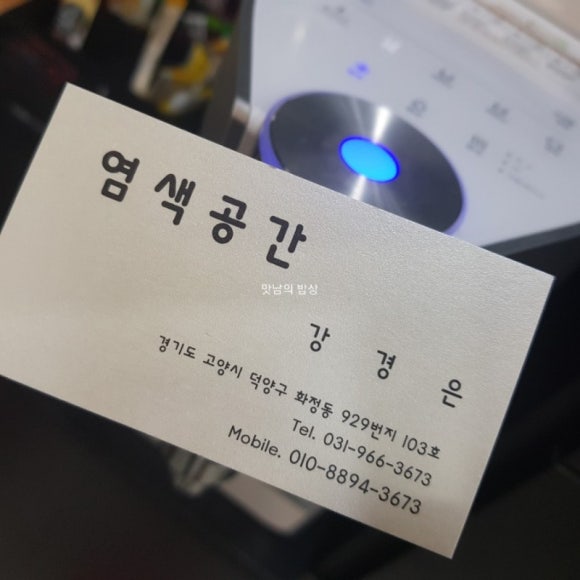 염색공간
맛남의 밥상
강 경 은
경기도 고양시 덕양구 화정동 929번지 103호
Tel. 031-966-3673
Mobile. 010-8894-3673